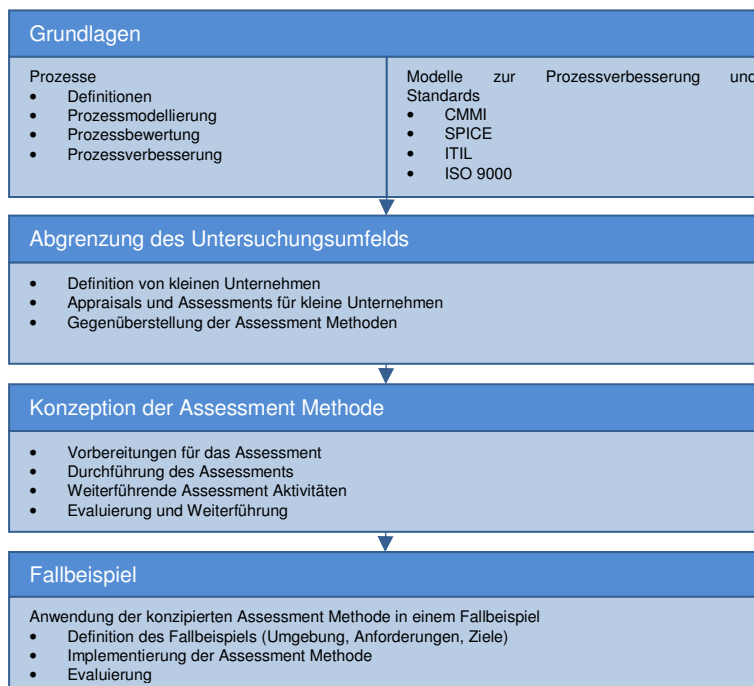 Grundlagen
Prozesse
• Definitionen
• Prozessmodellierung
• Prozessbewertung
• Prozessverbesserung
Modelle zur Prozessverbesserung und
Standards
• CMMI
• SPICE
• ITIL
• ISO 9000
Abgrenzung des Untersuchungsumfelds
• Definition von kleinen Unternehmen
• Appraisals und Assessments für kleine Unternehmen
• Gegenüberstellung der Assessment Methoden
Konzeption der Assessment Methode
• Vorbereitungen für das Assessment
• Durchführung des Assessments
• Weiterführende Assessment Aktivitäten
• Evaluierung und Weiterführung
Fallbeispiel
Anwendung der konzipierten Assessment Methode in einem Fallbeispiel
• Definition des Fallbeispiels (Umgebung, Anforderungen, Ziele)
• Implementierung der Assessment Methode
• Evaluierung